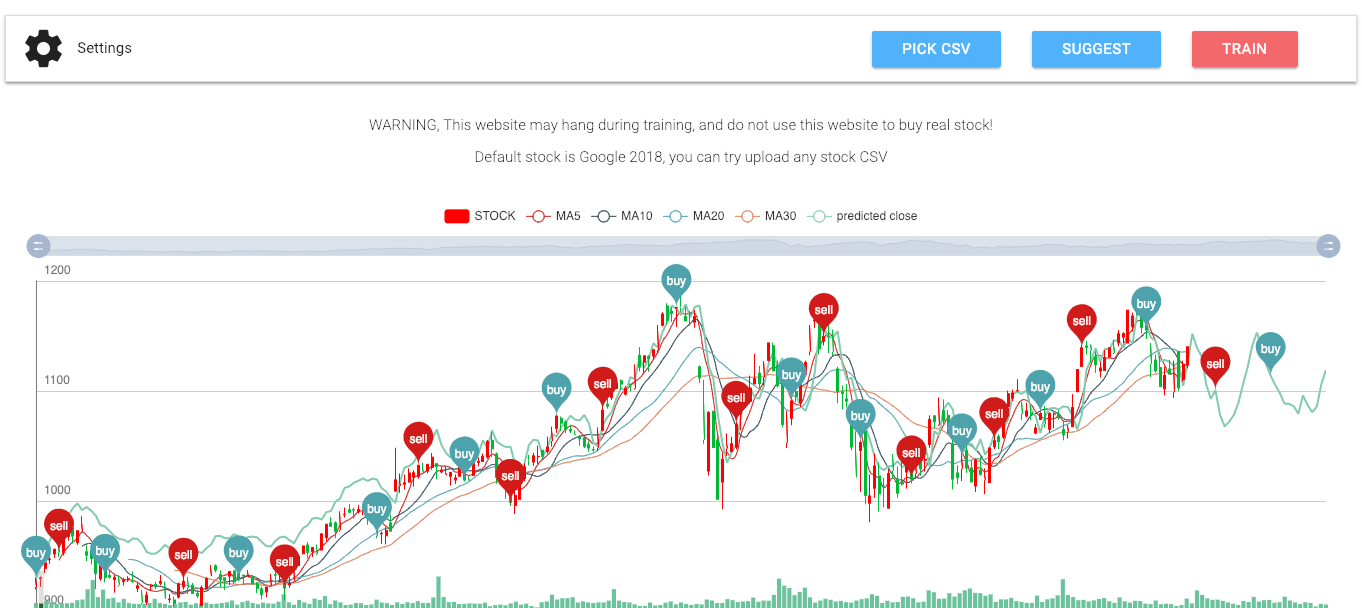 Settings
PICK CSV
SUGGEST
TRAIN
WARNING, This website may hang during training, and do not use this website to buy real stock!
Default stock is Google 2018, you can try upload any stock CSV
STOCK MA5 MA10 MA20 MA30 predicted close
1200
buy
buy
sell
sell
sell
buy
sell
1100
buy
buy
sell
buy
sell
buy
sell
buy
sell
buy
sell
sell
1000
buy
sell
buy
buy
sell
buy
sell
900